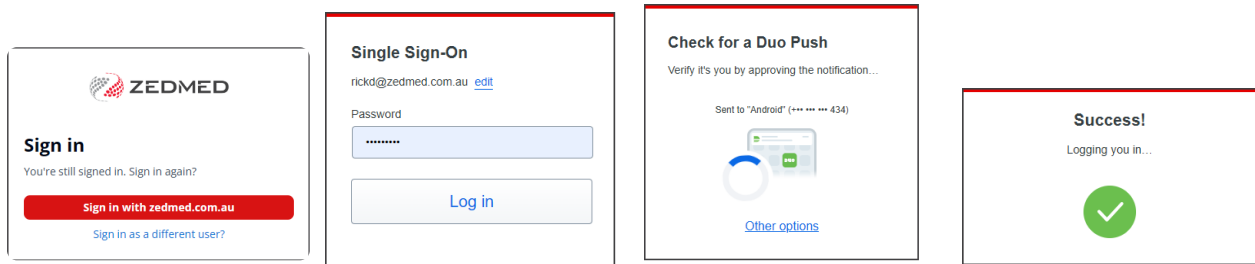 ZEDMED
Sign in
You're still signed in. Sign in again?
Sign in with zedmed.com.au
Sign in as a different user?
Single Sign-On
rickd@zedmed.com.au edit
Password
•••••••••
Log in
Check for a Duo Push
Verify it's you by approving the notification...
Sent to "Android" (+•• ••• ••• 434)
Other options
Success!
Logging you in...